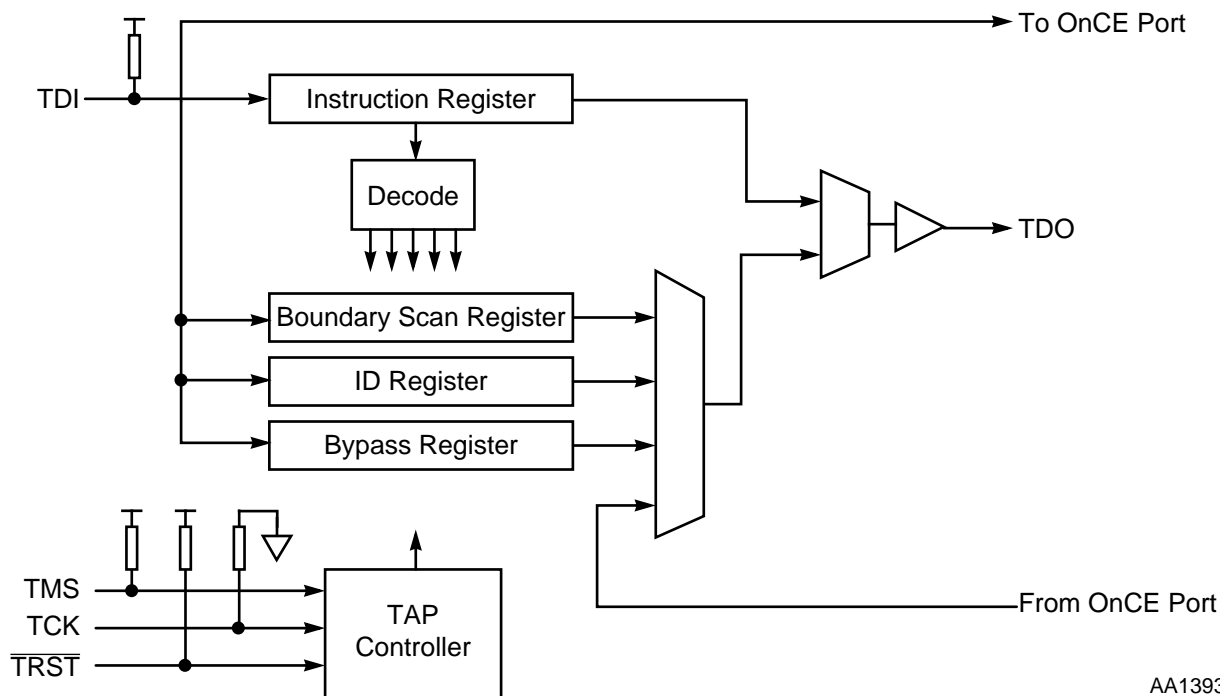 To OnCE Port
TDI
Instruction Register
Decode
TDO
Boundary Scan Register
ID Register
Bypass Register
TMS
TCK
TRST
TAP
Controller
From OnCE Port
AA1393